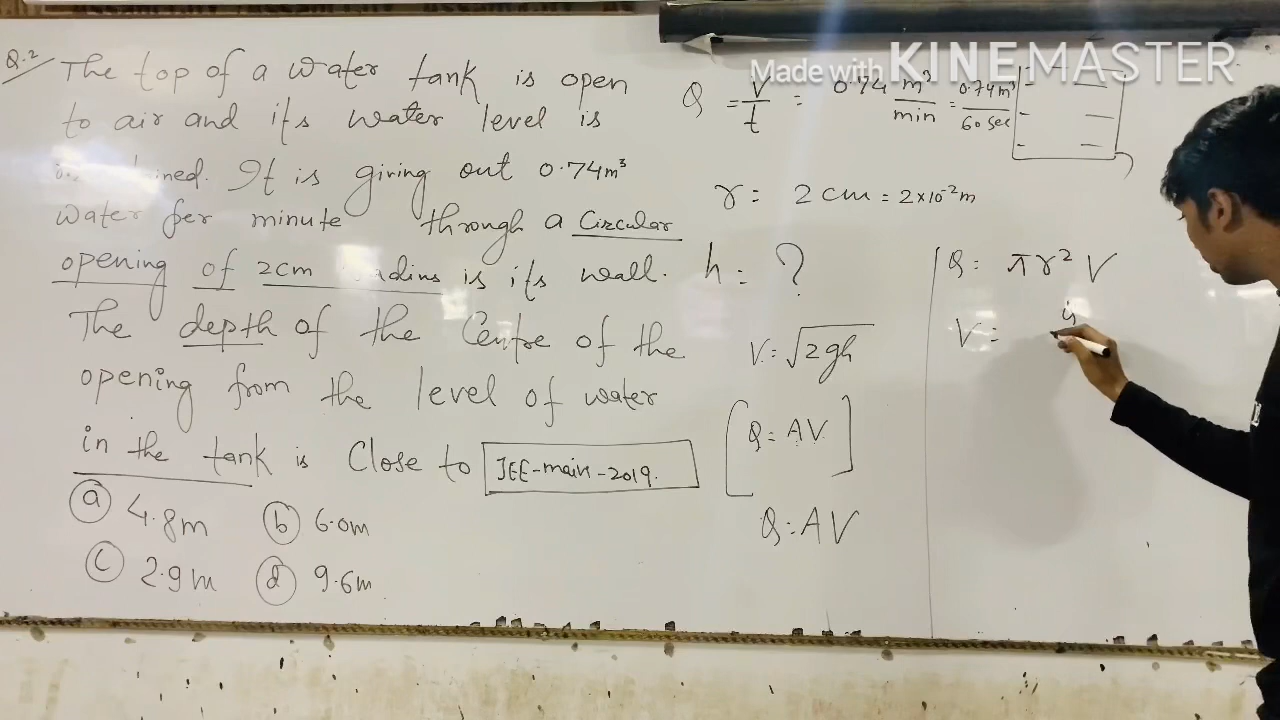 Q.2 The top of a water tank is open
to air and its water level is
ined. It is giving out 0.74m³
water per minute through a Circular
opening of 2cm radius is its wall.
The depth of the Centre of the
opening from the level of water
in the tank is Close to JEE-main-2019.
(a) 4.8m (b) 6.0m
(c) 2.9m (d) 9.6m
Made with KINEMASTER
Q = V/t = 0.74 m³/min = 0.74m³/60sec
r = 2cm = 2×10⁻²m
h = ?
V = √2gh
[Q = AV]
Q = AV
Q = πr² V
V =